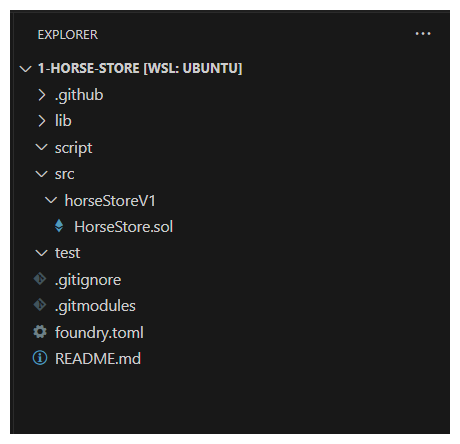 EXPLORER ...
1-HORSE-STORE [WSL: UBUNTU]
.github
lib
script
src
horseStoreV1
HorseStore.sol
test
.gitignore
.gitmodules
foundry.toml
README.md